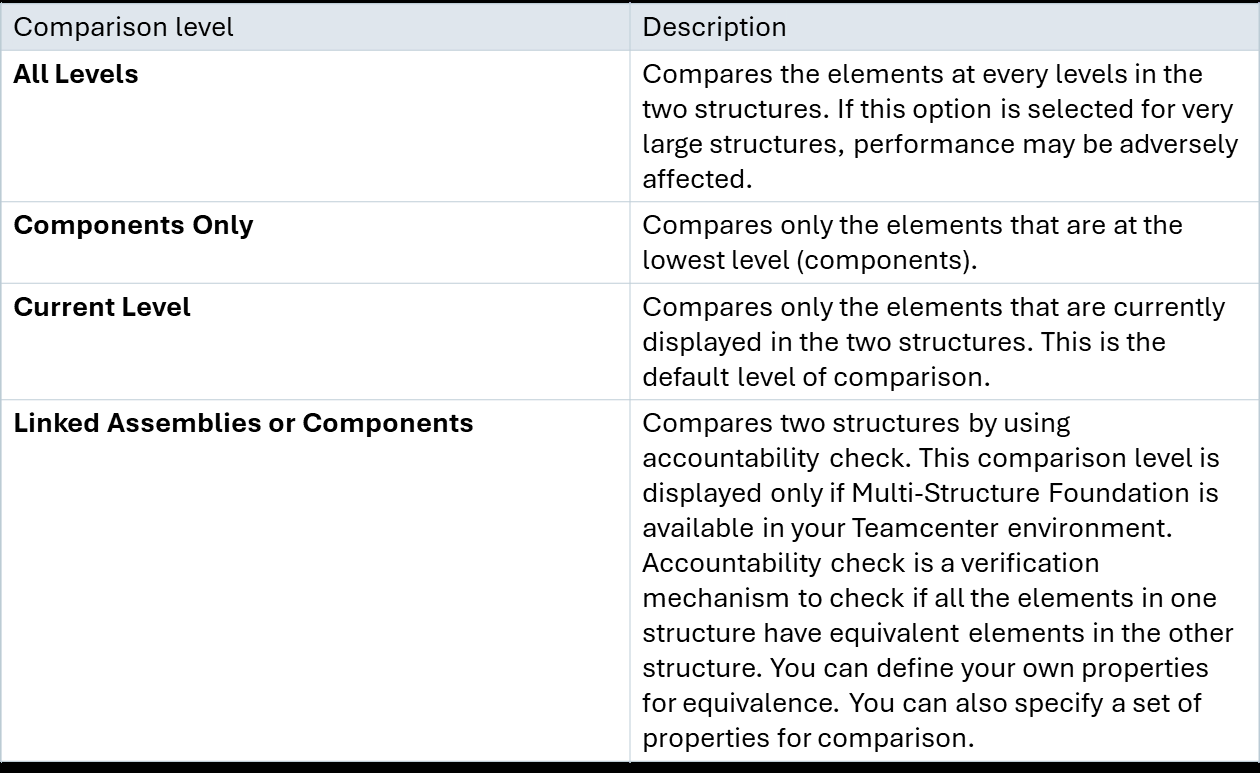 Comparison level
Description
All Levels
Compares the elements at every levels in the
two structures. If this option is selected for very
large structures, performance may be adversely
affected.
Components Only
Compares only the elements that are at the
lowest level (components).
Current Level
Compares only the elements that are currently
displayed in the two structures. This is the
default level of comparison.
Linked Assemblies or Components
Compares two structures by using
accountability check. This comparison level is
displayed only if Multi-Structure Foundation is
available in your Teamcenter environment.
Accountability check is a verification
mechanism to check if all the elements in one
structure have equivalent elements in the other
structure. You can define your own properties
for equivalence. You can also specify a set of
properties for comparison.